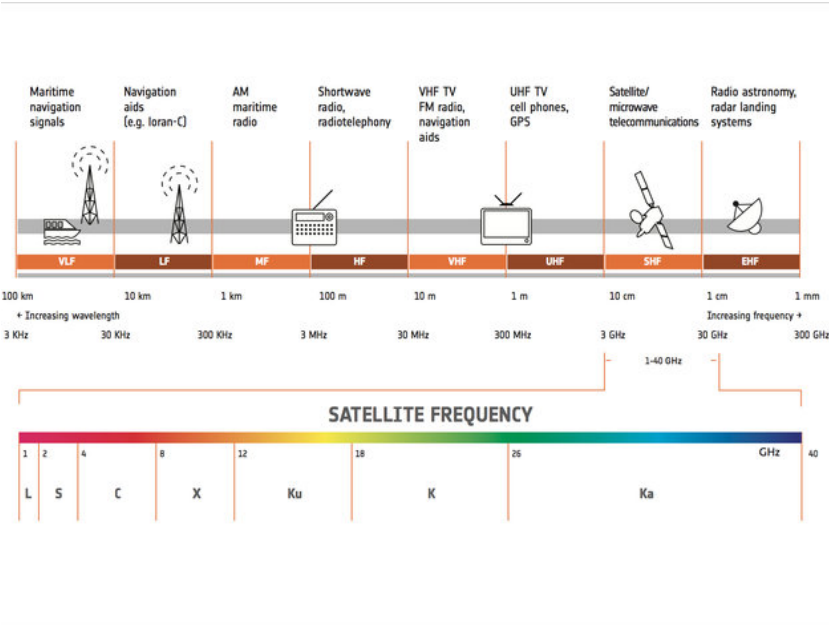 Maritime
navigation
signals
Navigation
aids
(e.g. loran-C)
AM
maritime
radio
Shortwave
radio,
radiotelephony
VHF TV
FM radio,
navigation
aids
UHF TV
cell phones,
GPS
Satellite/
microwave
telecommunications
Radio astronomy,
radar landing
systems
VLF LF MF HF VHF UHF SHF EHF
100 km 10 km 1 km 100 m 10 m 1 m 10 cm 1 cm 1 mm
← Increasing wavelength Increasing frequency →
3 KHz 30 KHz 300 KHz 3 MHz 30 MHz 300 MHz 3 GHz 30 GHz 300 GHz
1-40 GHz
SATELLITE FREQUENCY
1 2 4 8 12 18 26 GHz 40
L S C X Ku K Ka